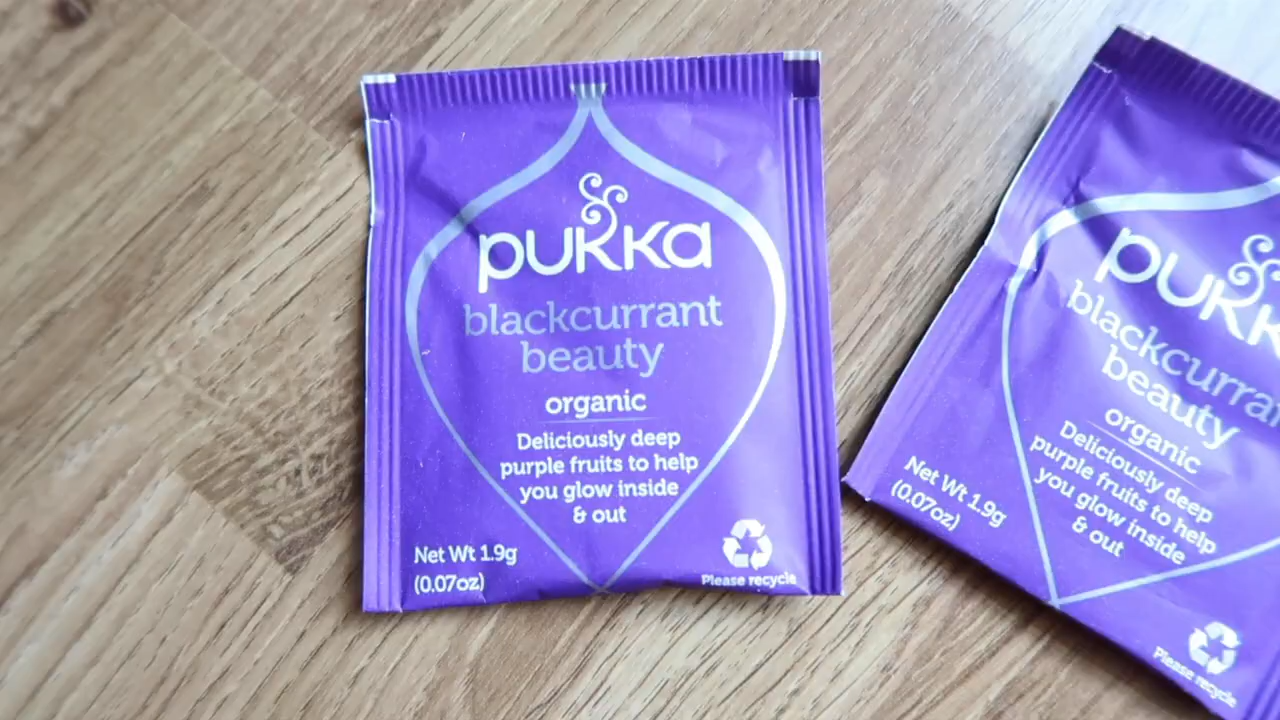 pukka
blackcurrant
beauty
organic
Deliciously deep
purple fruits to help
you glow inside
& out
Net Wt 1.9g
(0.07oz)
Please recycle
pukk
blackcurra
beauty
organic
Deliciously deep
purple fruits to help
you glow inside
& out
Net Wt 1.9g
(0.07oz)
Please recycle